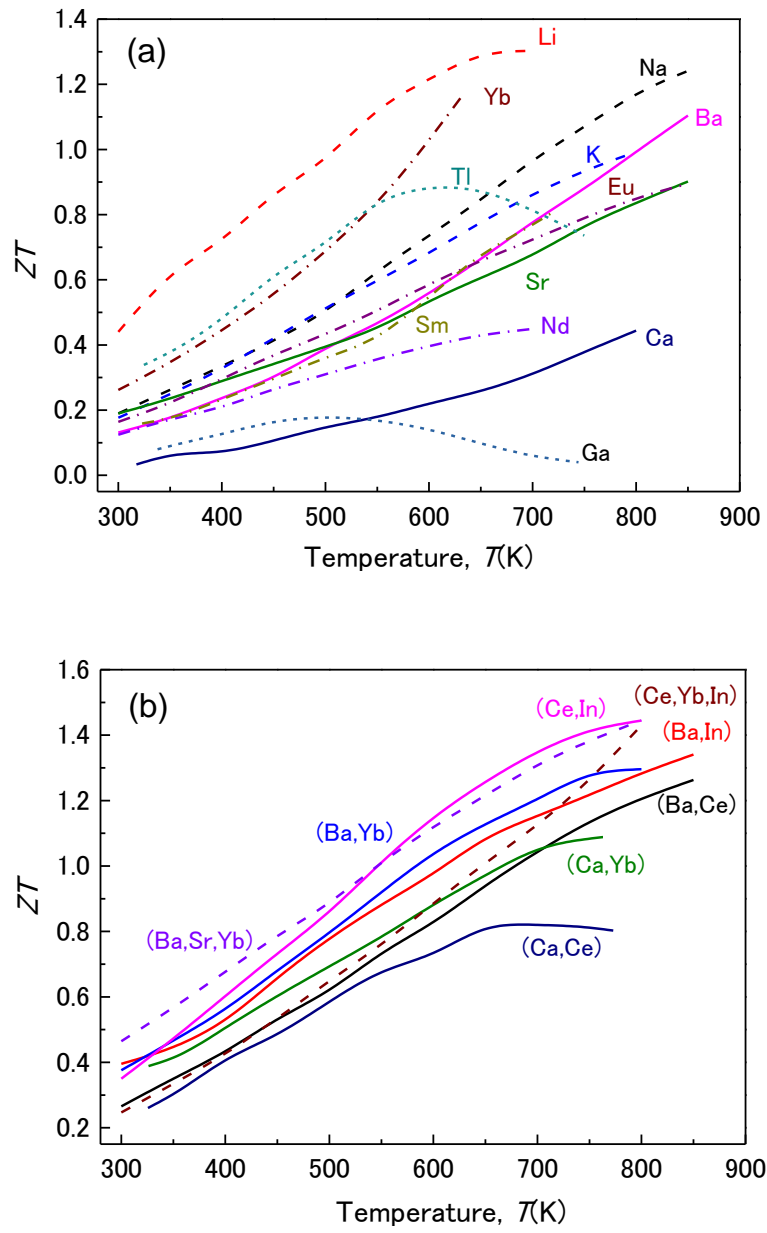 (a)
1.4
1.2
1.0
0.8
0.6
0.4
0.2
0.0
ZT
Li
Na
Yb
Ba
K
Tl
Eu
Sr
Sm
Nd
Ca
Ga
300 400 500 600 700 800 900
Temperature, T(K)
(b)
1.6
1.4
1.2
1.0
0.8
0.6
0.4
0.2
ZT
(Ce,Yb,In)
(Ce,In)
(Ba,In)
(Ba,Ce)
(Ba,Yb)
(Ca,Yb)
(Ba,Sr,Yb)
(Ca,Ce)
300 400 500 600 700 800 900
Temperature, T(K)